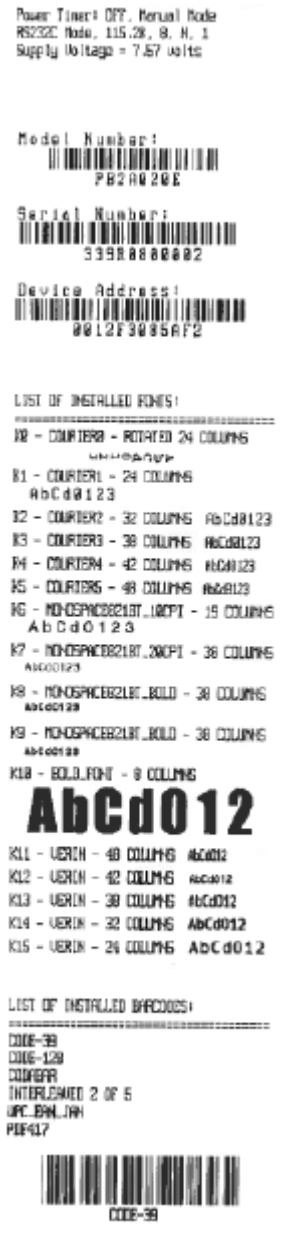 Power Timer: OFF, Manual Mode
RS232C Mode, 115.2K, 8, N, 1
Supply Voltage = 7.67 volts
Model Number:
PB2A020E
Serial Number:
Device Address:
0012F3085AF2
LIST OF INSTALLED FONTS:
K0 - COURIER0 - ROTATED 24 COLUMNS
K1 - COURIER1 - 24 COLUMNS
AbCd0123
K2 - COURIER2 - 32 COLUMNS AbCd0123
K3 - COURIER3 - 38 COLUMNS AbCd0123
K4 - COURIER4 - 42 COLUMNS AbCd0123
K5 - COURIER5 - 48 COLUMNS AbCd0123
K6 - MONOSPACE821BT_10CPI - 19 COLUMNS
AbCd0123
K7 - MONOSPACE821BT_20CPI - 38 COLUMNS
AbCd0123
K8 - MONOSPACE821BT_BOLD - 38 COLUMNS
AbCd0123
K9 - MONOSPACE821BT_BOLD - 38 COLUMNS
AbCd0123
K10 - BOLD_FONT - 8 COLUMNS
AbCd012
K11 - VERIN - 48 COLUMNS AbCd012
K12 - VERIN - 42 COLUMNS AbCd012
K13 - VERIN - 38 COLUMNS AbCd012
K14 - VERIN - 32 COLUMNS AbCd012
K15 - VERIN - 24 COLUMNS AbCd012
LIST OF INSTALLED BARCODES:
CODE-39
CODE-128
CODABAR
INTERLEAVED 2 OF 5
UPC_EAN_JAN
PDF417
CODE-39